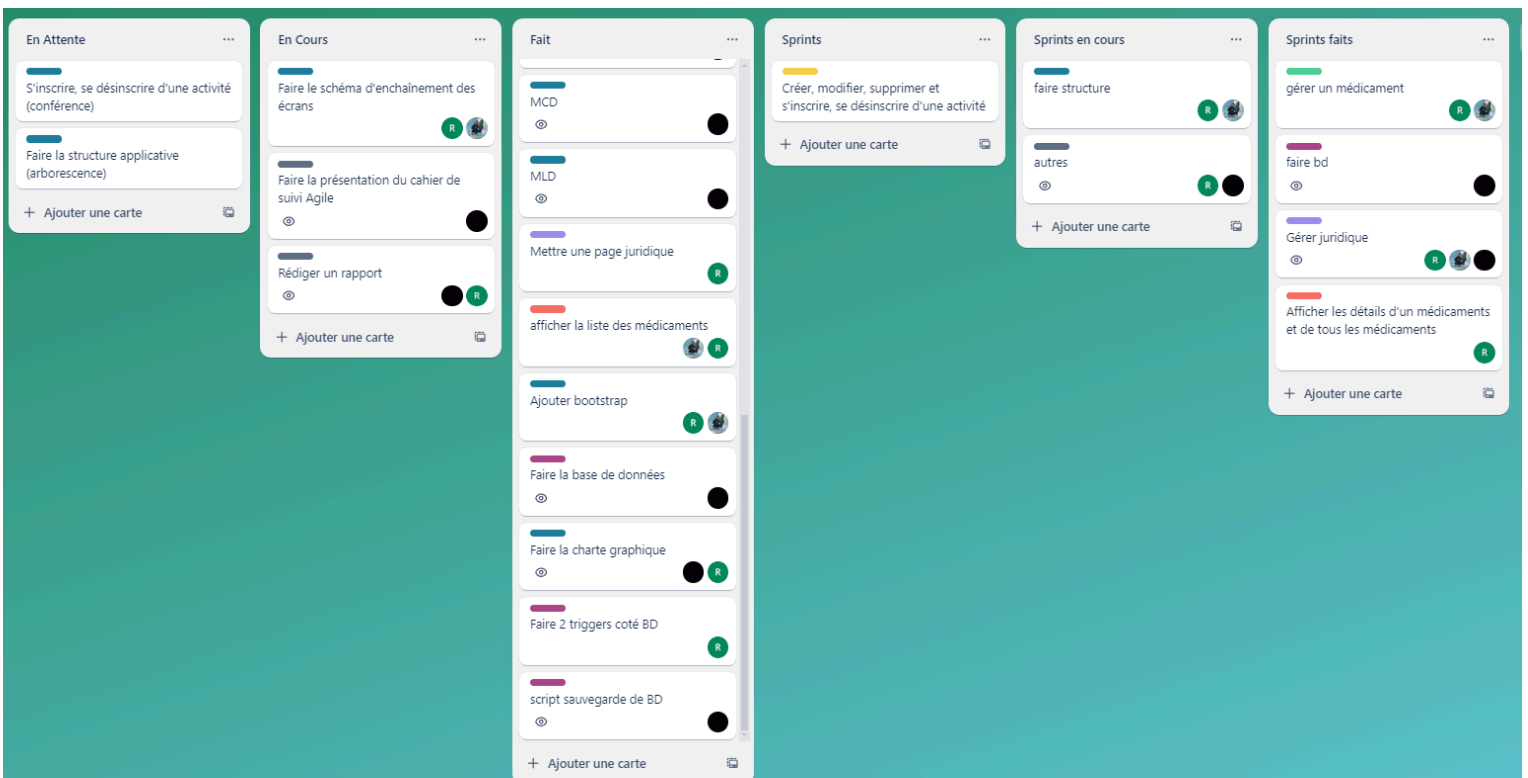 En Attente
S'inscrire, se désinscrire d'une activité
(conférence)
Faire la structure applicative
(arborescence)
Ajouter une carte
En Cours
Faire le schéma d'enchaînement des
écrans
R
Faire la présentation du cahier de
suivi Agile
Rédiger un rapport
R
Ajouter une carte
Fait
MCD
MLD
Mettre une page juridique
R
afficher la liste des médicaments
R
Ajouter bootstrap
R
Faire la base de données
Faire la charte graphique
R
Faire 2 triggers coté BD
R
script sauvegarde de BD
Ajouter une carte
Sprints
Créer, modifier, supprimer et
s'inscrire, se désinscrire d'une activité
Ajouter une carte
Sprints en cours
faire structure
R
autres
R
Ajouter une carte
Sprints faits
gérer un médicament
R
faire bd
Gérer juridique
R
Afficher les détails d'un médicaments
et de tous les médicaments
R
Ajouter une carte